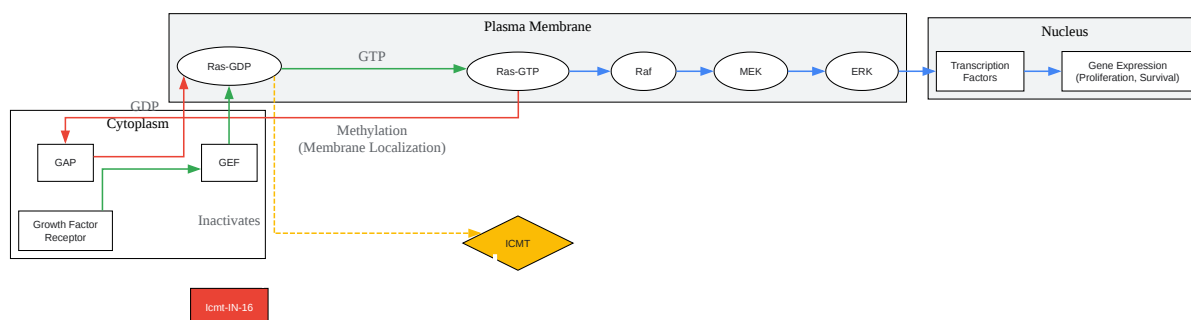 Plasma Membrane
Nucleus
Ras-GDP
GTP
Ras-GTP
Raf
MEK
ERK
Transcription
Factors
Gene Expression
(Proliferation, Survival)
GDP
Cytoplasm
Methylation
(Membrane Localization)
GAP
GEF
Growth Factor
Receptor
Inactivates
ICMT
Icmt-IN-16